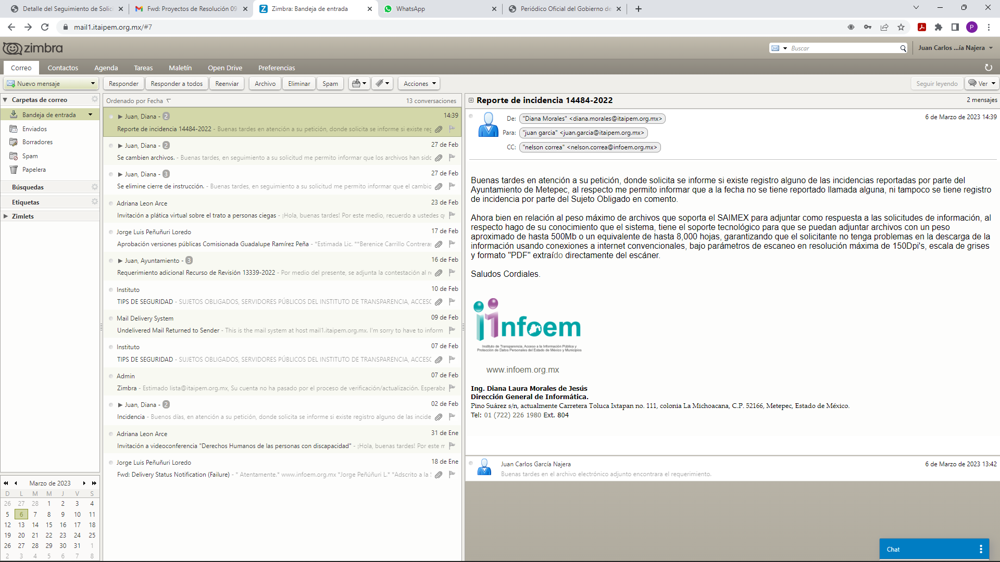 Detalle del Seguimiento de Solici
Fwd: Proyectos de Resolución 09
Zimbra: Bandeja de entrada
WhatsApp
Periódico Oficial del Gobierno de
mail1.itaipem.org.mx/#7
P
zimbra
Buscar
Juan Carlos ...ía Najera
Correo
Contactos
Agenda
Tareas
Maletín
Open Drive
Preferencias
Nuevo mensaje
Responder
Responder a todos
Reenviar
Archivo
Eliminar
Spam
Acciones
Seguir leyendo
Ver
Carpetas de correo
Bandeja de entrada
Enviados
Borradores
Spam
Papelera
Búsquedas
Etiquetas
Zimlets
Marzo de 2023
D L M M J V S
26 27 28 1 2 3 4
5 6 7 8 9 10 11
12 13 14 15 16 17 18
19 20 21 22 23 24 25
26 27 28 29 30 31 1
2 3 4 5 6 7 8
Ordenado por Fecha
13 conversaciones
Juan, Diana - 2 14:39
Reporte de incidencia 14484-2022 - Buenas tardes en atención a su petición, donde solicita se informe si existe reg
Juan, Diana - 2 27 de Feb
Se cambien archivos. - Buenas tardes, en seguimiento a su solicitud me permito informar que los archivos han sido
Juan, Diana - 3 27 de Feb
Se elimine cierre de instrucción. - Buenas tardes, en seguimiento a su solicitud me permito informar que el cambio
Adriana Leon Arce 23 de Feb
Invitación a plática virtual sobre el trato a personas ciegas - ¡Hola, buenas tardes! Por este medio, recuerdo a ustedes q
Jorge Luis Peñuñuri Loredo 17 de Feb
Aprobación versiones públicas Comisionada Guadalupe Ramírez Peña - *Estimada Lic. **Berenice Carrillo Contreras
Juan, Ayuntamiento - 3 16 de Feb
Requerimiento adicional Recurso de Revisión 13339-2022 - Por medio del presente, se adjunta la contestación al re
Instituto 10 de Feb
TIPS DE SEGURIDAD - SUJETOS OBLIGADOS, SERVIDORES PÚBLICOS DEL INSTITUTO DE TRANSPARENCIA, ACCESO
Mail Delivery System 09 de Feb
Undelivered Mail Returned to Sender - This is the mail system at host mail1.itaipem.org.mx. I'm sorry to have to inform
Instituto 07 de Feb
TIPS DE SEGURIDAD - SUJETOS OBLIGADOS, SERVIDORES PÚBLICOS DEL INSTITUTO DE TRANSPARENCIA, ACCESO
Admin 07 de Feb
Zimbra - Estimado lista@itaipem.org.mx, Su cuenta no ha pasado por el proceso de verificación/actualización. Esperaba
Juan, Diana - 2 02 de Feb
Incidencia - Buenos días, en atención a su petición, donde solicita se informe si existe registro alguno de las incide
Adriana Leon Arce 31 de Ene
Invitación a videoconferencia "Derechos Humanos de las personas con discapacidad" - ¡Hola, buenas tardes! Por este m
Jorge Luis Peñuñuri Loredo 18 de Ene
Fwd: Delivery Status Notification (Failure) - * Atentamente.* www.infoem.org.mx *Jorge Peñúñuri L.* *Adscrito a la
Reporte de incidencia 14484-2022
2 mensajes
De: "Diana Morales" <diana.morales@itaipem.org.mx>
6 de Marzo de 2023 14:39
Para: "juan garcia" <juan.garcia@itaipem.org.mx>
CC: "nelson correa" <nelson.correa@infoem.org.mx>
Buenas tardes en atención a su petición, donde solicita se informe si existe registro alguno de las incidencias reportadas por parte del
Ayuntamiento de Metepec, al respecto me permito informar que a la fecha no se tiene reportado llamada alguna, ni tampoco se tiene registro
de incidencia por parte del Sujeto Obligado en comento.
Ahora bien en relación al peso máximo de archivos que soporta el SAIMEX para adjuntar como respuesta a las solicitudes de información, al
respecto hago de su conocimiento que el sistema, tiene el soporte tecnológico para que se puedan adjuntar archivos con un peso
aproximado de hasta 500Mb o un equivalente de hasta 8,000 hojas, garantizando que el solicitante no tenga problemas en la descarga de la
información usando conexiones a internet convencionales, bajo parámetros de escaneo en resolución máxima de 150Dpi's, escala de grises
y formato "PDF" extraído directamente del escáner.
Saludos Cordiales.
infoem
Instituto de Transparencia, Acceso a la Información Pública y
Protección de Datos Personales del Estado de México y Municipios
www.infoem.org.mx
Ing. Diana Laura Morales de Jesús
Dirección General de Informática.
Pino Suárez s/n, actualmente Carretera Toluca Ixtapan no. 111, colonia La Michoacana, C.P. 52166, Metepec, Estado de México.
Tel: 01 (722) 226 1980 Ext. 804
Juan Carlos García Najera
6 de Marzo de 2023 13:42
Buenas tardes en el archivo electrónico adjunto encontrara el requerimiento.
Chat